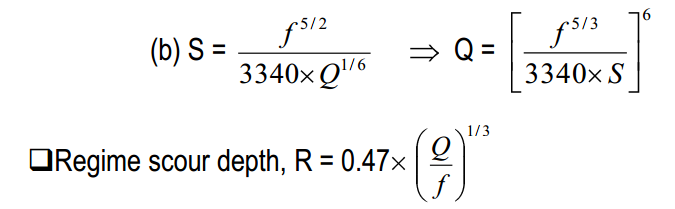 (b) S = f^{5/2} / (3340× Q^{1/6}) ⇒ Q = [f^{5/3} / (3340× S)]^6
❑Regime scour depth, R = 0.47× (Q / f)^{1/3}